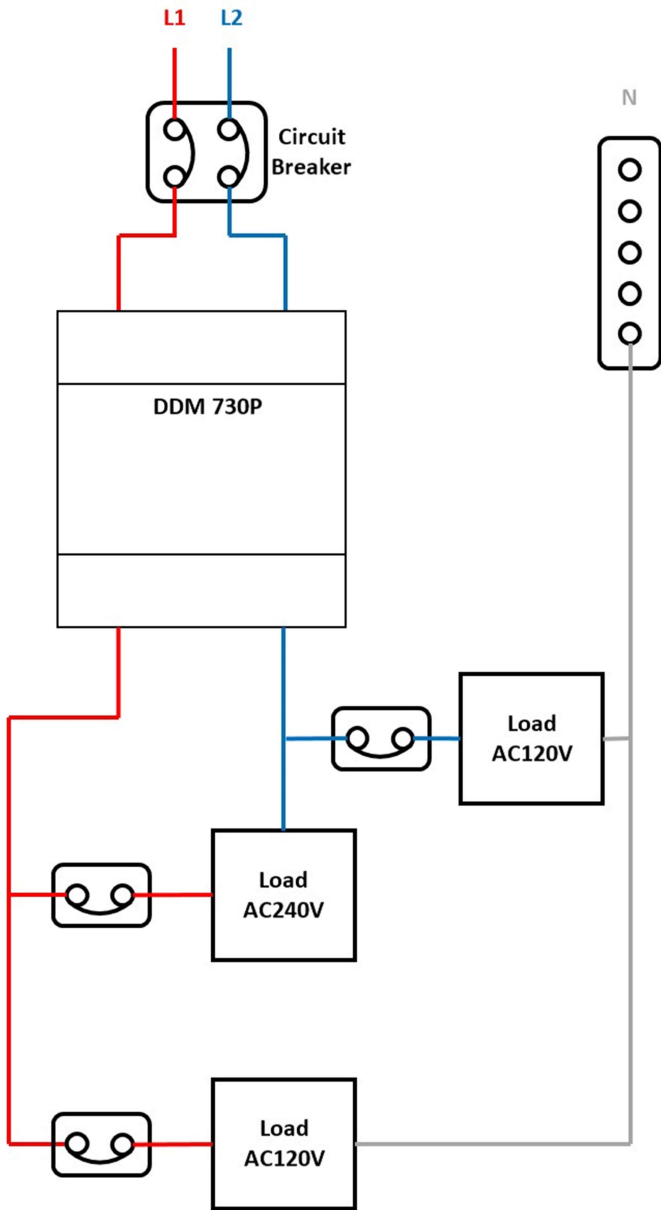 L1
L2
Circuit
Breaker
N
DDM 730P
Load
AC120V
Load
AC240V
Load
AC120V